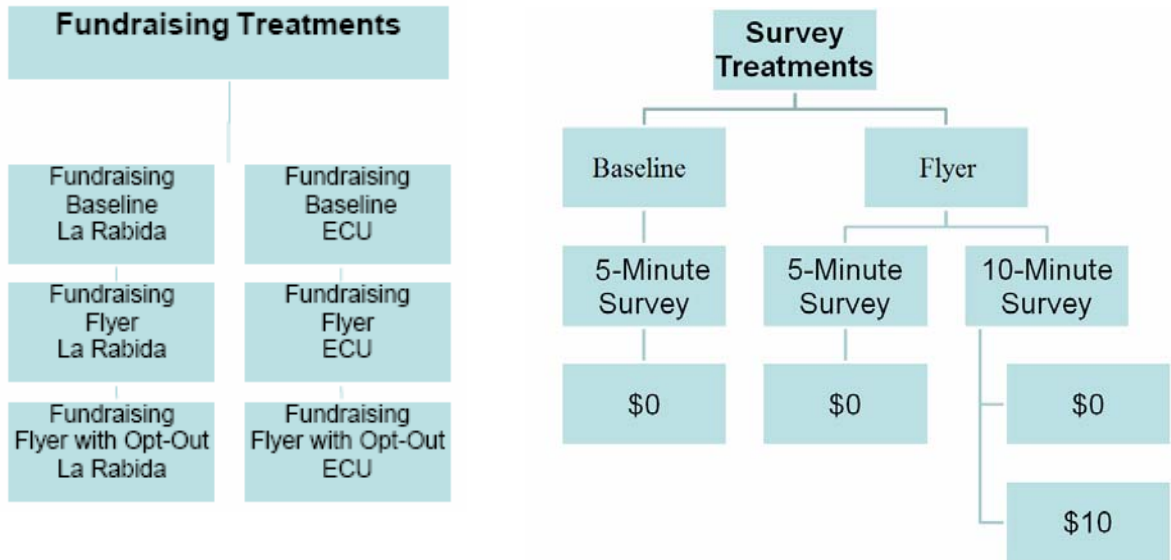 Fundraising Treatments
Fundraising
Baseline
La Rabida
Fundraising
Baseline
ECU
Fundraising
Flyer
La Rabida
Fundraising
Flyer
ECU
Fundraising
Flyer with Opt-Out
La Rabida
Fundraising
Flyer with Opt-Out
ECU
Survey
Treatments
Baseline
Flyer
5-Minute
Survey
5-Minute
Survey
10-Minute
Survey
$0
$0
$0
$10